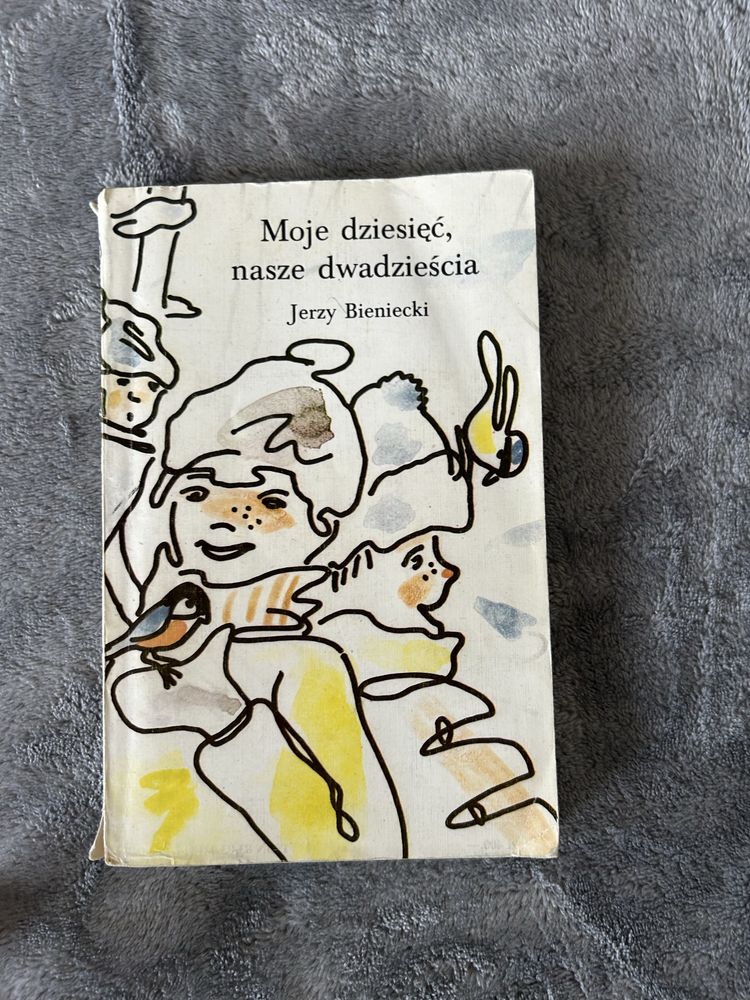 Moje dziesięć,
nasze dwadzieścia
Jerzy Bieniecki